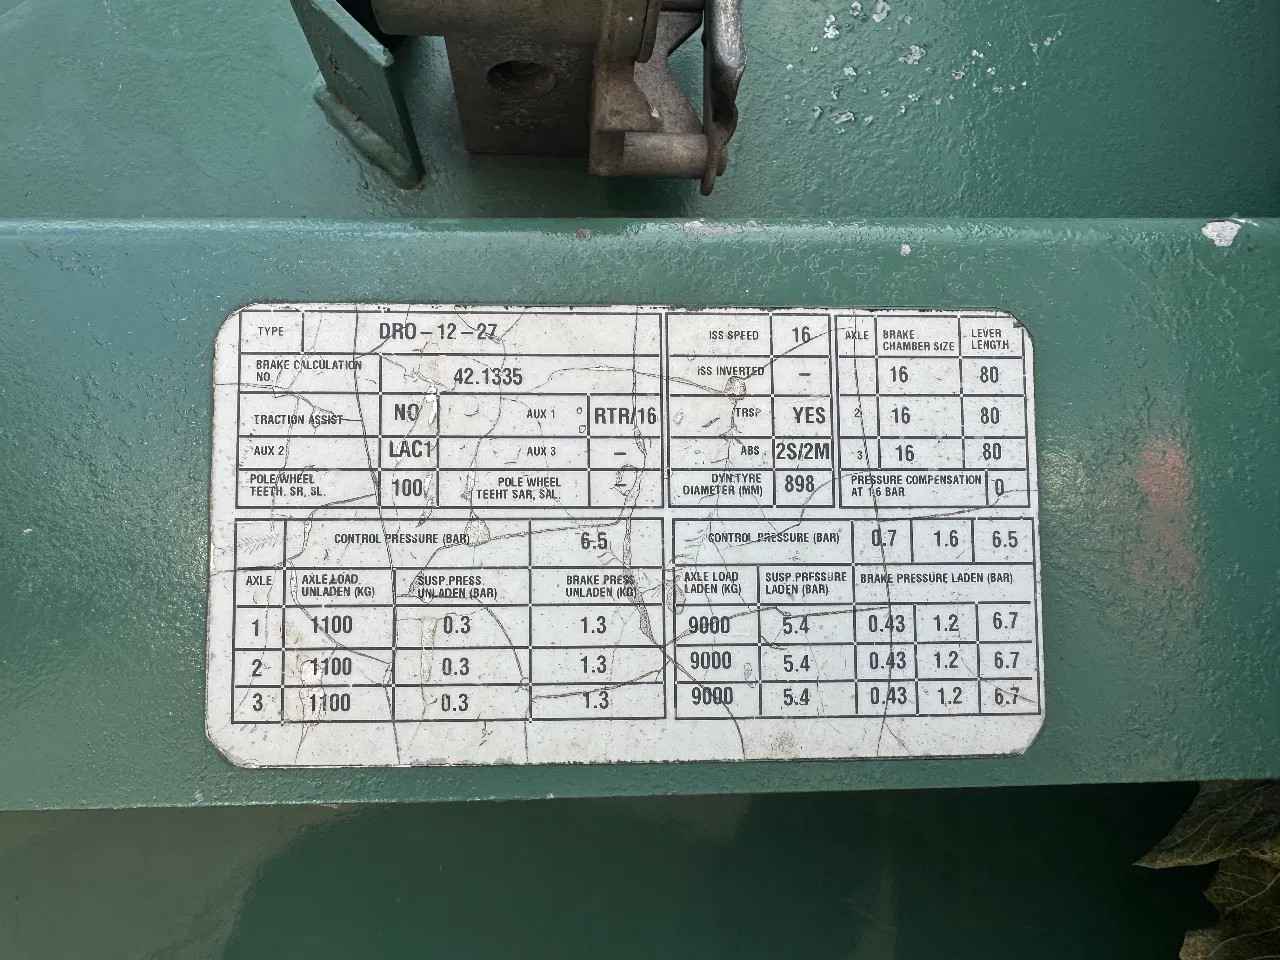 TYPE DRO-12-27
BRAKE CALCULATION NO. 42.1335
TRACTION ASSIST NO AUX 1 RTR/16
AUX 2 LAC1 AUX 3 –
POLE WHEEL TEETH. SR, SL. 100 POLE WHEEL TEEHT SAR, SAL. –
ISS SPEED 16
ISS INVERTED –
TRSP YES
ABS 2S/2M
DYN.TYRE DIAMETER (MM) 898
AXLE BRAKE CHAMBER SIZE LEVER LENGTH
16 80
2 16 80
3 16 80
PRESSURE COMPENSATION AT 1.6 BAR 0
CONTROL PRESSURE (BAR) 6.5
AXLE AXLE LOAD UNLADEN (KG) SUSP.PRESS. UNLADEN (BAR) BRAKE PRESS. UNLADEN (KG)
1 1100 0.3 1.3
2 1100 0.3 1.3
3 1100 0.3 1.3
CONTROL PRESSURE (BAR) 0.7 1.6 6.5
AXLE LOAD LADEN (KG) SUSP.PRESSURE LADEN (BAR) BRAKE PRESSURE LADEN (BAR)
9000 5.4 0.43 1.2 6.7
9000 5.4 0.43 1.2 6.7
9000 5.4 0.43 1.2 6.7